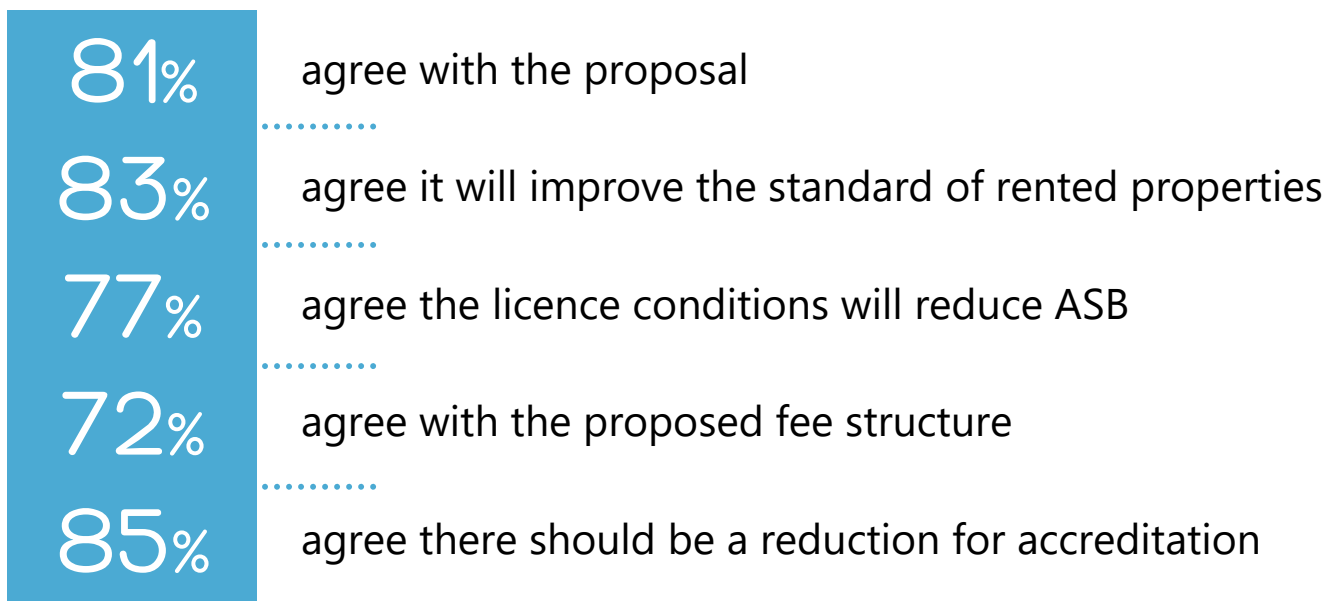 81% agree with the proposal
83% agree it will improve the standard of rented properties
77% agree the licence conditions will reduce ASB
72% agree with the proposed fee structure
85% agree there should be a reduction for accreditation